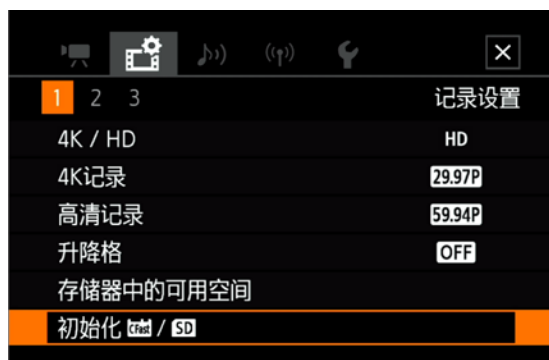 1 2 3 记录设置
4K / HD HD
4K记录 29.97P
高清记录 59.94P
升降格 OFF
存储器中的可用空间
初始化 CFast / SD